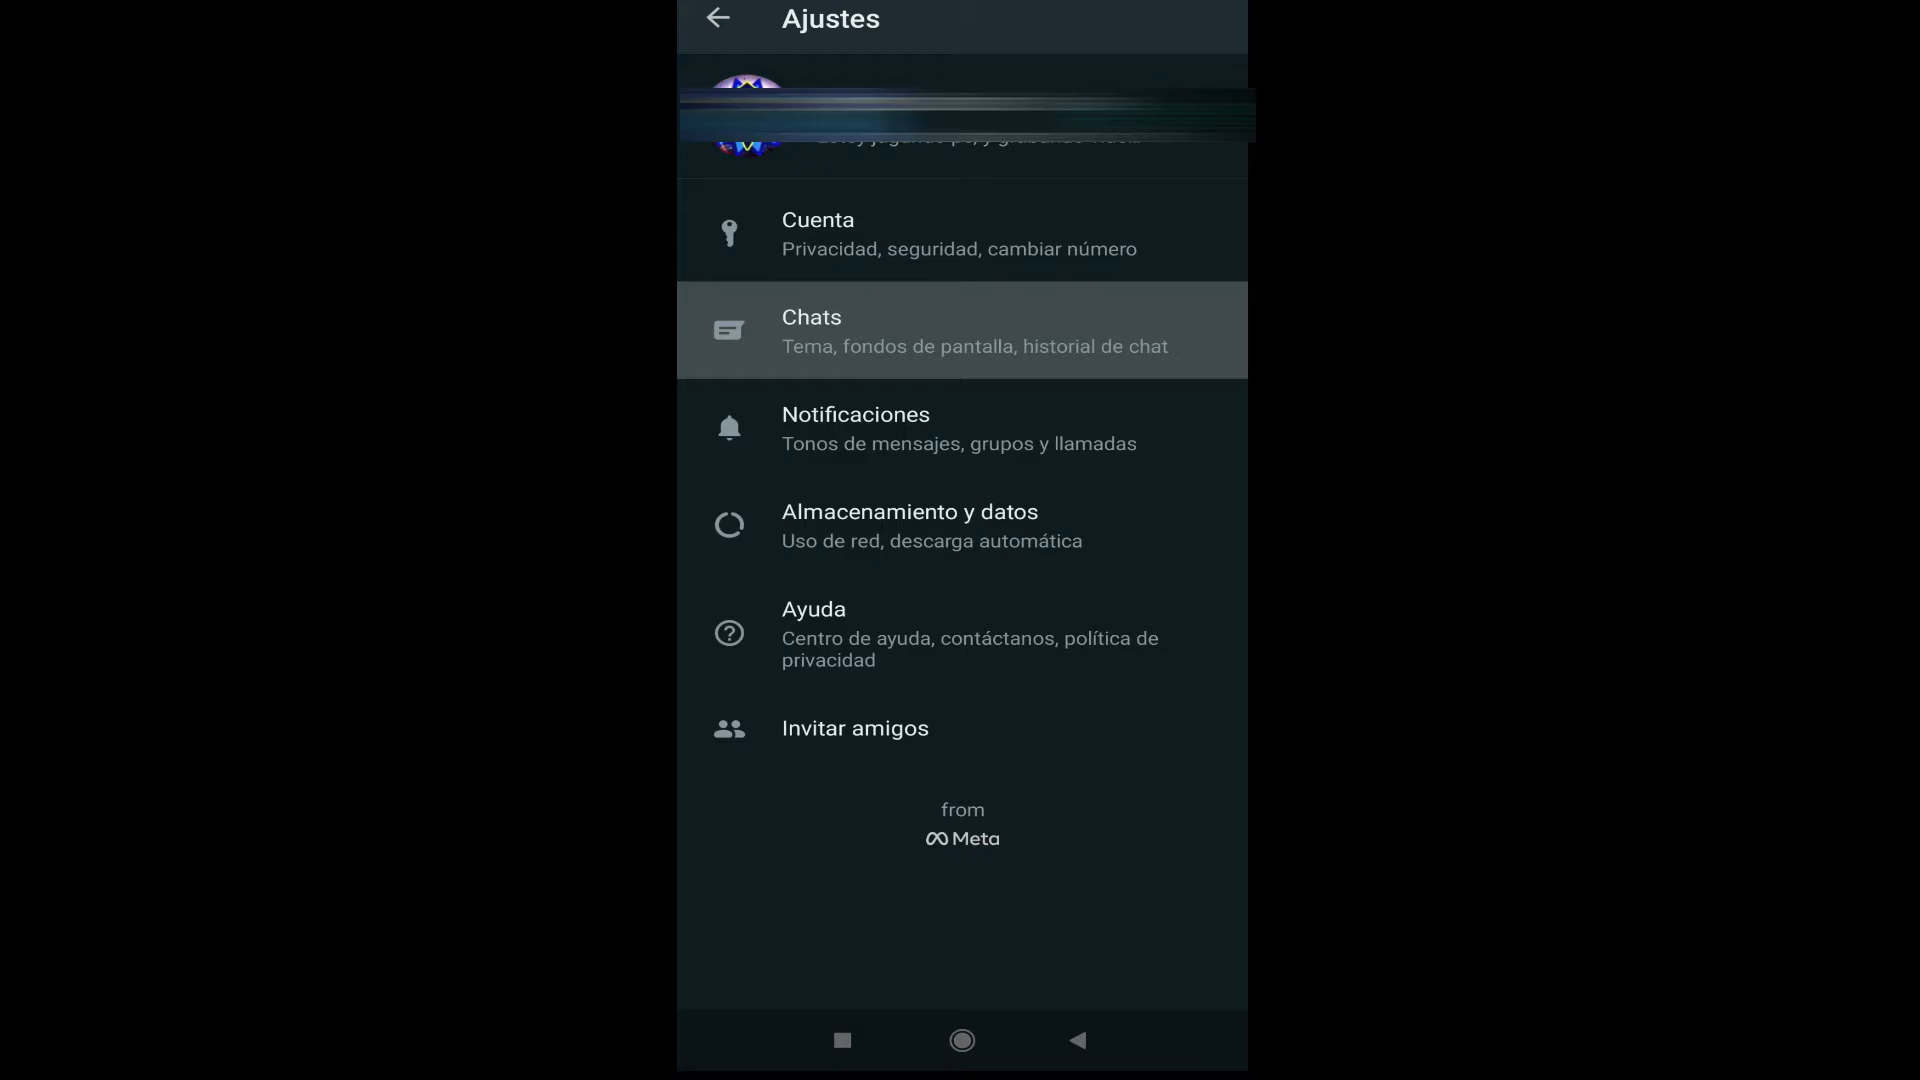 Ajustes
Cuenta
Privacidad, seguridad, cambiar número
Chats
Tema, fondos de pantalla, historial de chat
Notificaciones
Tonos de mensajes, grupos y llamadas
Almacenamiento y datos
Uso de red, descarga automática
Ayuda
Centro de ayuda, contáctanos, política de
privacidad
Invitar amigos
from
Meta